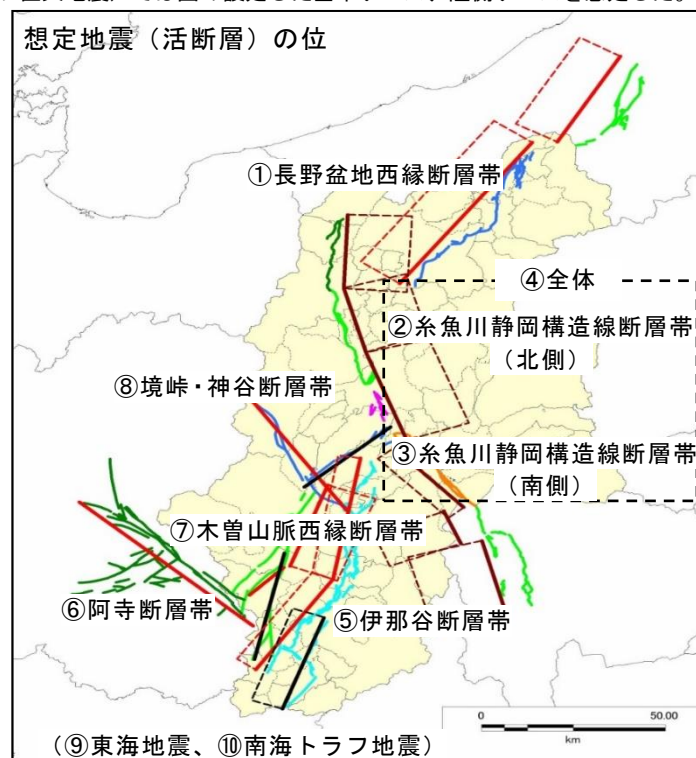 想定地震（活断層）の位
①長野盆地西縁断層帯
④全体
②糸魚川静岡構造線断層帯
（北側）
⑧境峠・神谷断層帯
③糸魚川静岡構造線断層帯
（南側）
⑦木曽山脈西縁断層帯
⑥阿寺断層帯
⑤伊那谷断層帯
0 50.00
km
（⑨東海地震、⑩南海トラフ地震）